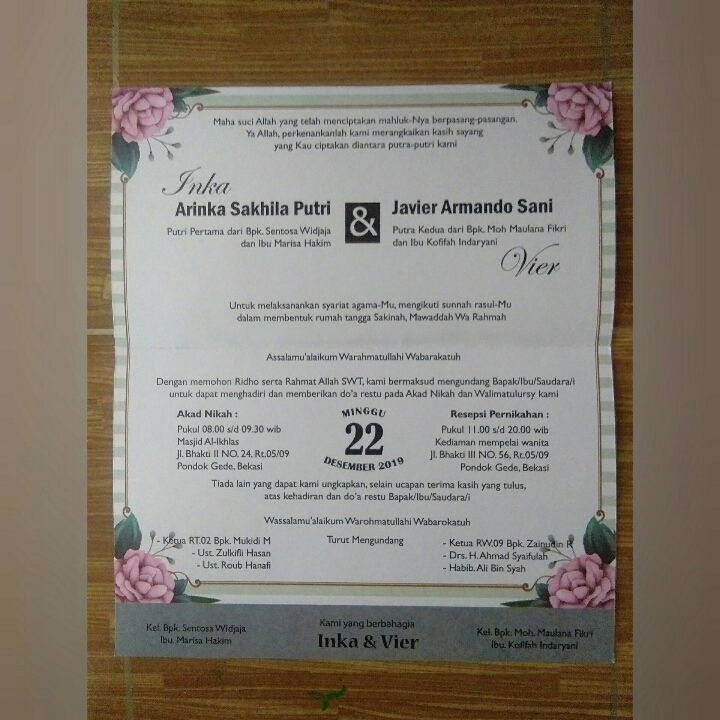 Maha suci Allah yang telah menciptakan mahluk-Nya berpasang-pasangan.
Ya Allah, perkenankanlah kami merangkaikan kasih sayang
yang Kau ciptakan diantara putra-putri kami
Inka
Arinka Sakhila Putri
Putri Pertama dari Bpk. Sentosa Widjaja
dan Ibu Marisa Hakim
&
Javier Armando Sani
Putra Kedua dari Bpk. Moh Maulana Fikri
dan Ibu Kofifah Indaryani
Vier
Untuk melaksanankan syariat agama-Mu, mengikuti sunnah rasul-Mu
dalam membentuk rumah tangga Sakinah, Mawaddah Wa Rahmah
Assalamu'alaikum Warahmatullahi Wabarakatuh
Dengan memohon Ridho serta Rahmat Allah SWT, kami bermaksud mengundang Bapak/Ibu/Saudara/i
untuk dapat menghadiri dan memberikan do'a restu pada Akad Nikah dan Walimatulursy kami
Akad Nikah :
Pukul 08.00 s/d 09.30 wib
Masjid Al-Ikhlas
Jl. Bhakti II NO. 24, Rt.05/09
Pondok Gede, Bekasi
MINGGU
22
DESEMBER 2019
Resepsi Pernikahan :
Pukul 11.00 s/d 20.00 wib
Kediaman mempelai wanita
Jl. Bhakti III NO. 56, Rt.05/09
Pondok Gede, Bekasi
Tiada lain yang dapat kami ungkapkan, selain ucapan terima kasih yang tulus,
atas kehadiran dan do'a restu Bapak/Ibu/Saudara/i
Wassalamu'alaikum Warohmatullahi Wabarokatuh
Turut Mengundang
- Ketua RT.02 Bpk. Mukidi M
- Ust. Zulkifli Hasan
- Ust. Roub Hanafi
- Ketua RW.09 Bpk. Zainudin R
- Drs. H. Ahmad Syaifulah
- Habib. Ali Bin Syah
Kel. Bpk. Sentosa Widjaja
Ibu. Marisa Hakim
Kami yang berbahagia
Inka & Vier
Kel. Bpk. Moh. Maulana Fikri
Ibu. Kofifah Indaryani